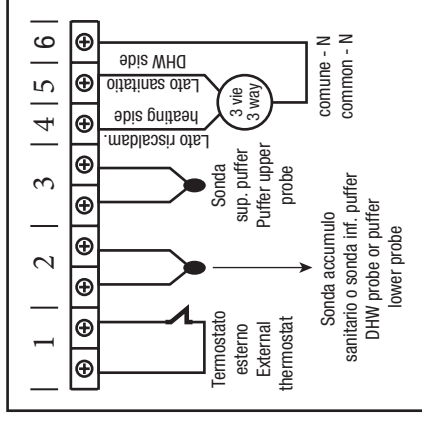 1
2
3
4
5
6
Termostato
esterno
External
thermostat
Sonda accumulo
sanitario o sonda inf. puffer
DHW probe or puffer
lower probe
Sonda
sup. puffer
Puffer upper
probe
Lato riscaldam.
heating side
Lato sanitatio
DHW side
3 vie
3 way
comune - N
common - N